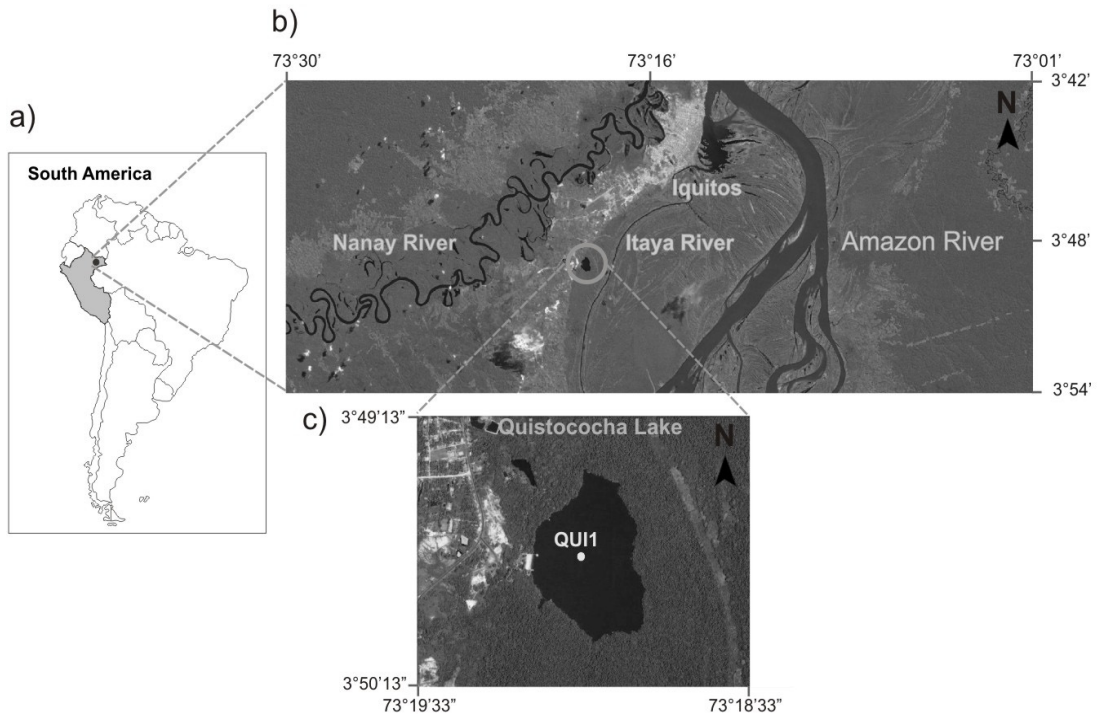 b)
73°30' 73°16' 73°01'
3°42'
N
a)
South America
Iquitos
Nanay River Itaya River Amazon River
3°48'
3°54'
c)
3°49'13”
Quistococha Lake
N
QUI1
3°50'13”
73°19'33” 73°18'33”